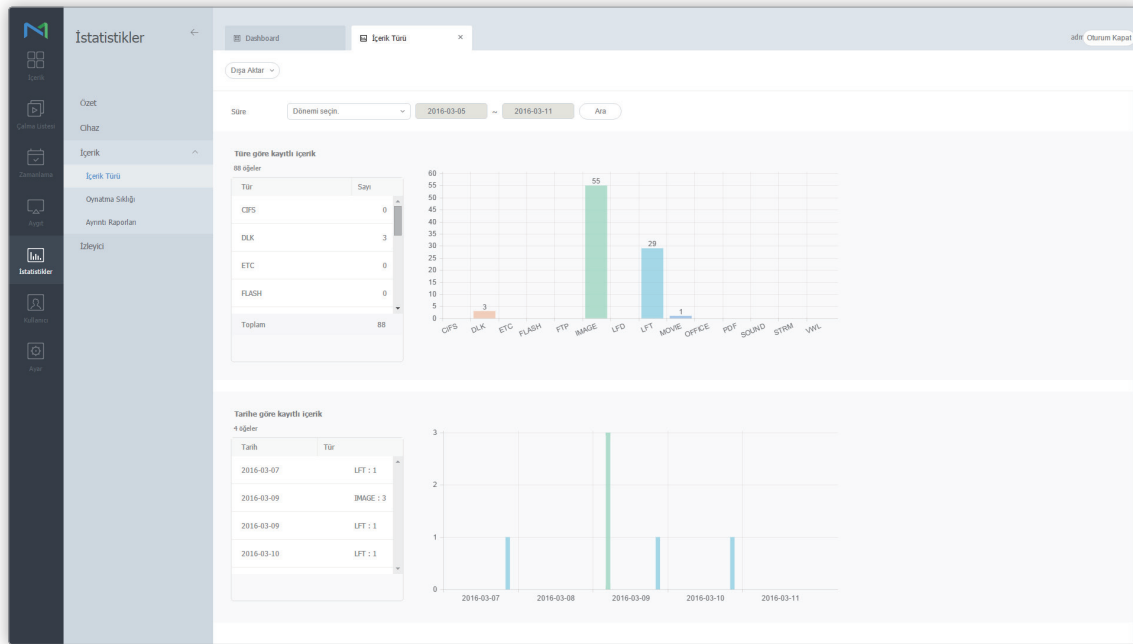 İstatistikler
←
Dashboard
İçerik Türü ×
adm Oturum Kapat
İçerik
Çalma Listesi
Zamanlama
Aygıt
İstatistikler
Kullanıcı
Ayar
Özet
Cihaz
İçerik
İçerik Türü
Oynatma Sıklığı
Ayrıntı Raporları
İzleyici
Dışa Aktar
Süre Dönemi seçin. 2016-03-05 ~ 2016-03-11 Ara
Türe göre kayıtlı içerik
88 öğeler
Tür Sayı
CIFS 0
DLK 3
ETC 0
FLASH 0
Toplam 88
60
55
50
45
40
35
30
25
20
15
10
5
0
3
55
29
1
CIFS DLK ETC FLASH FTP IMAGE LFD LFT MOVIE OFFICE PDF SOUND STRM VWL
Tarihe göre kayıtlı içerik
4 öğeler
Tarih Tür
2016-03-07 LFT : 1
2016-03-09 IMAGE : 3
2016-03-09 LFT : 1
2016-03-10 LFT : 1
3
2
1
0
2016-03-07 2016-03-08 2016-03-09 2016-03-10 2016-03-11